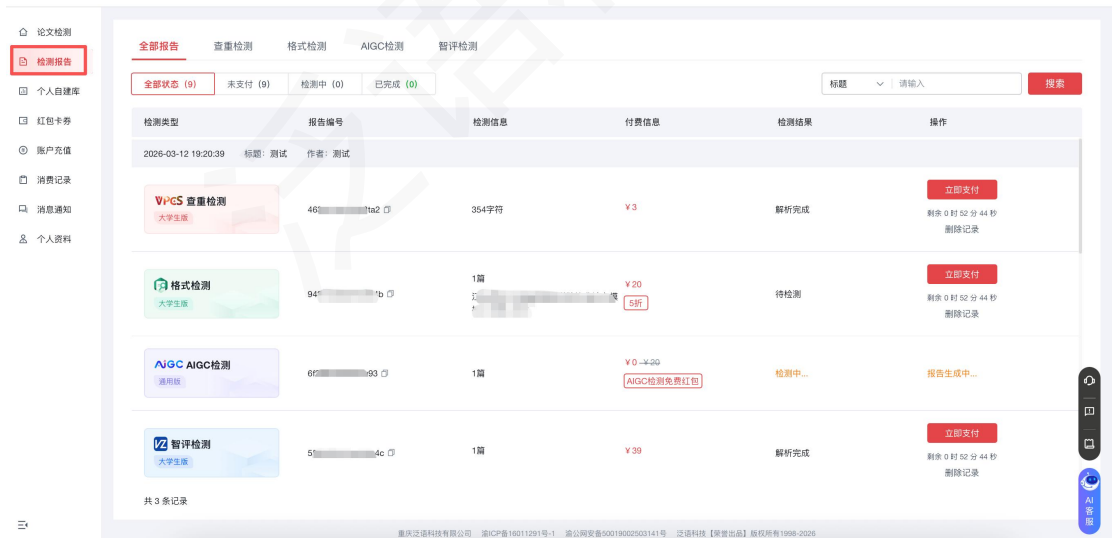 论文检测
检测报告
个人自建库
红包卡券
账户充值
消费记录
消息通知
个人资料
全部报告 查重检测 格式检测 AIGC检测 智评检测
全部状态 (9) 未支付 (9) 检测中 (0) 已完成 (0) 标题 请输入 搜索
检测类型 报告编号 检测信息 付费信息 检测结果 操作
2026-03-12 19:20:39 标题: 测试 作者: 测试
VPCS 查重检测
大学生版
354字符 ¥3 解析完成
立即支付
剩余 0 时 52 分 44 秒
删除记录
格式检测
大学生版
1篇
¥20
5折
待检测
立即支付
剩余 0 时 52 分 44 秒
删除记录
AIGC AIGC检测
通用版
1篇
¥0 ¥20
AIGC检测免费红包
检测中... 报告生成中...
智评检测
大学生版
1篇 ¥39 解析完成
立即支付
剩余 0 时 52 分 44 秒
删除记录
共 3 条记录
AI
客
服
重庆泛语科技有限公司 渝ICP备16011291号-1 渝公网安备50019002503141号 泛语科技【荣誉出品】版权所有1998-2026